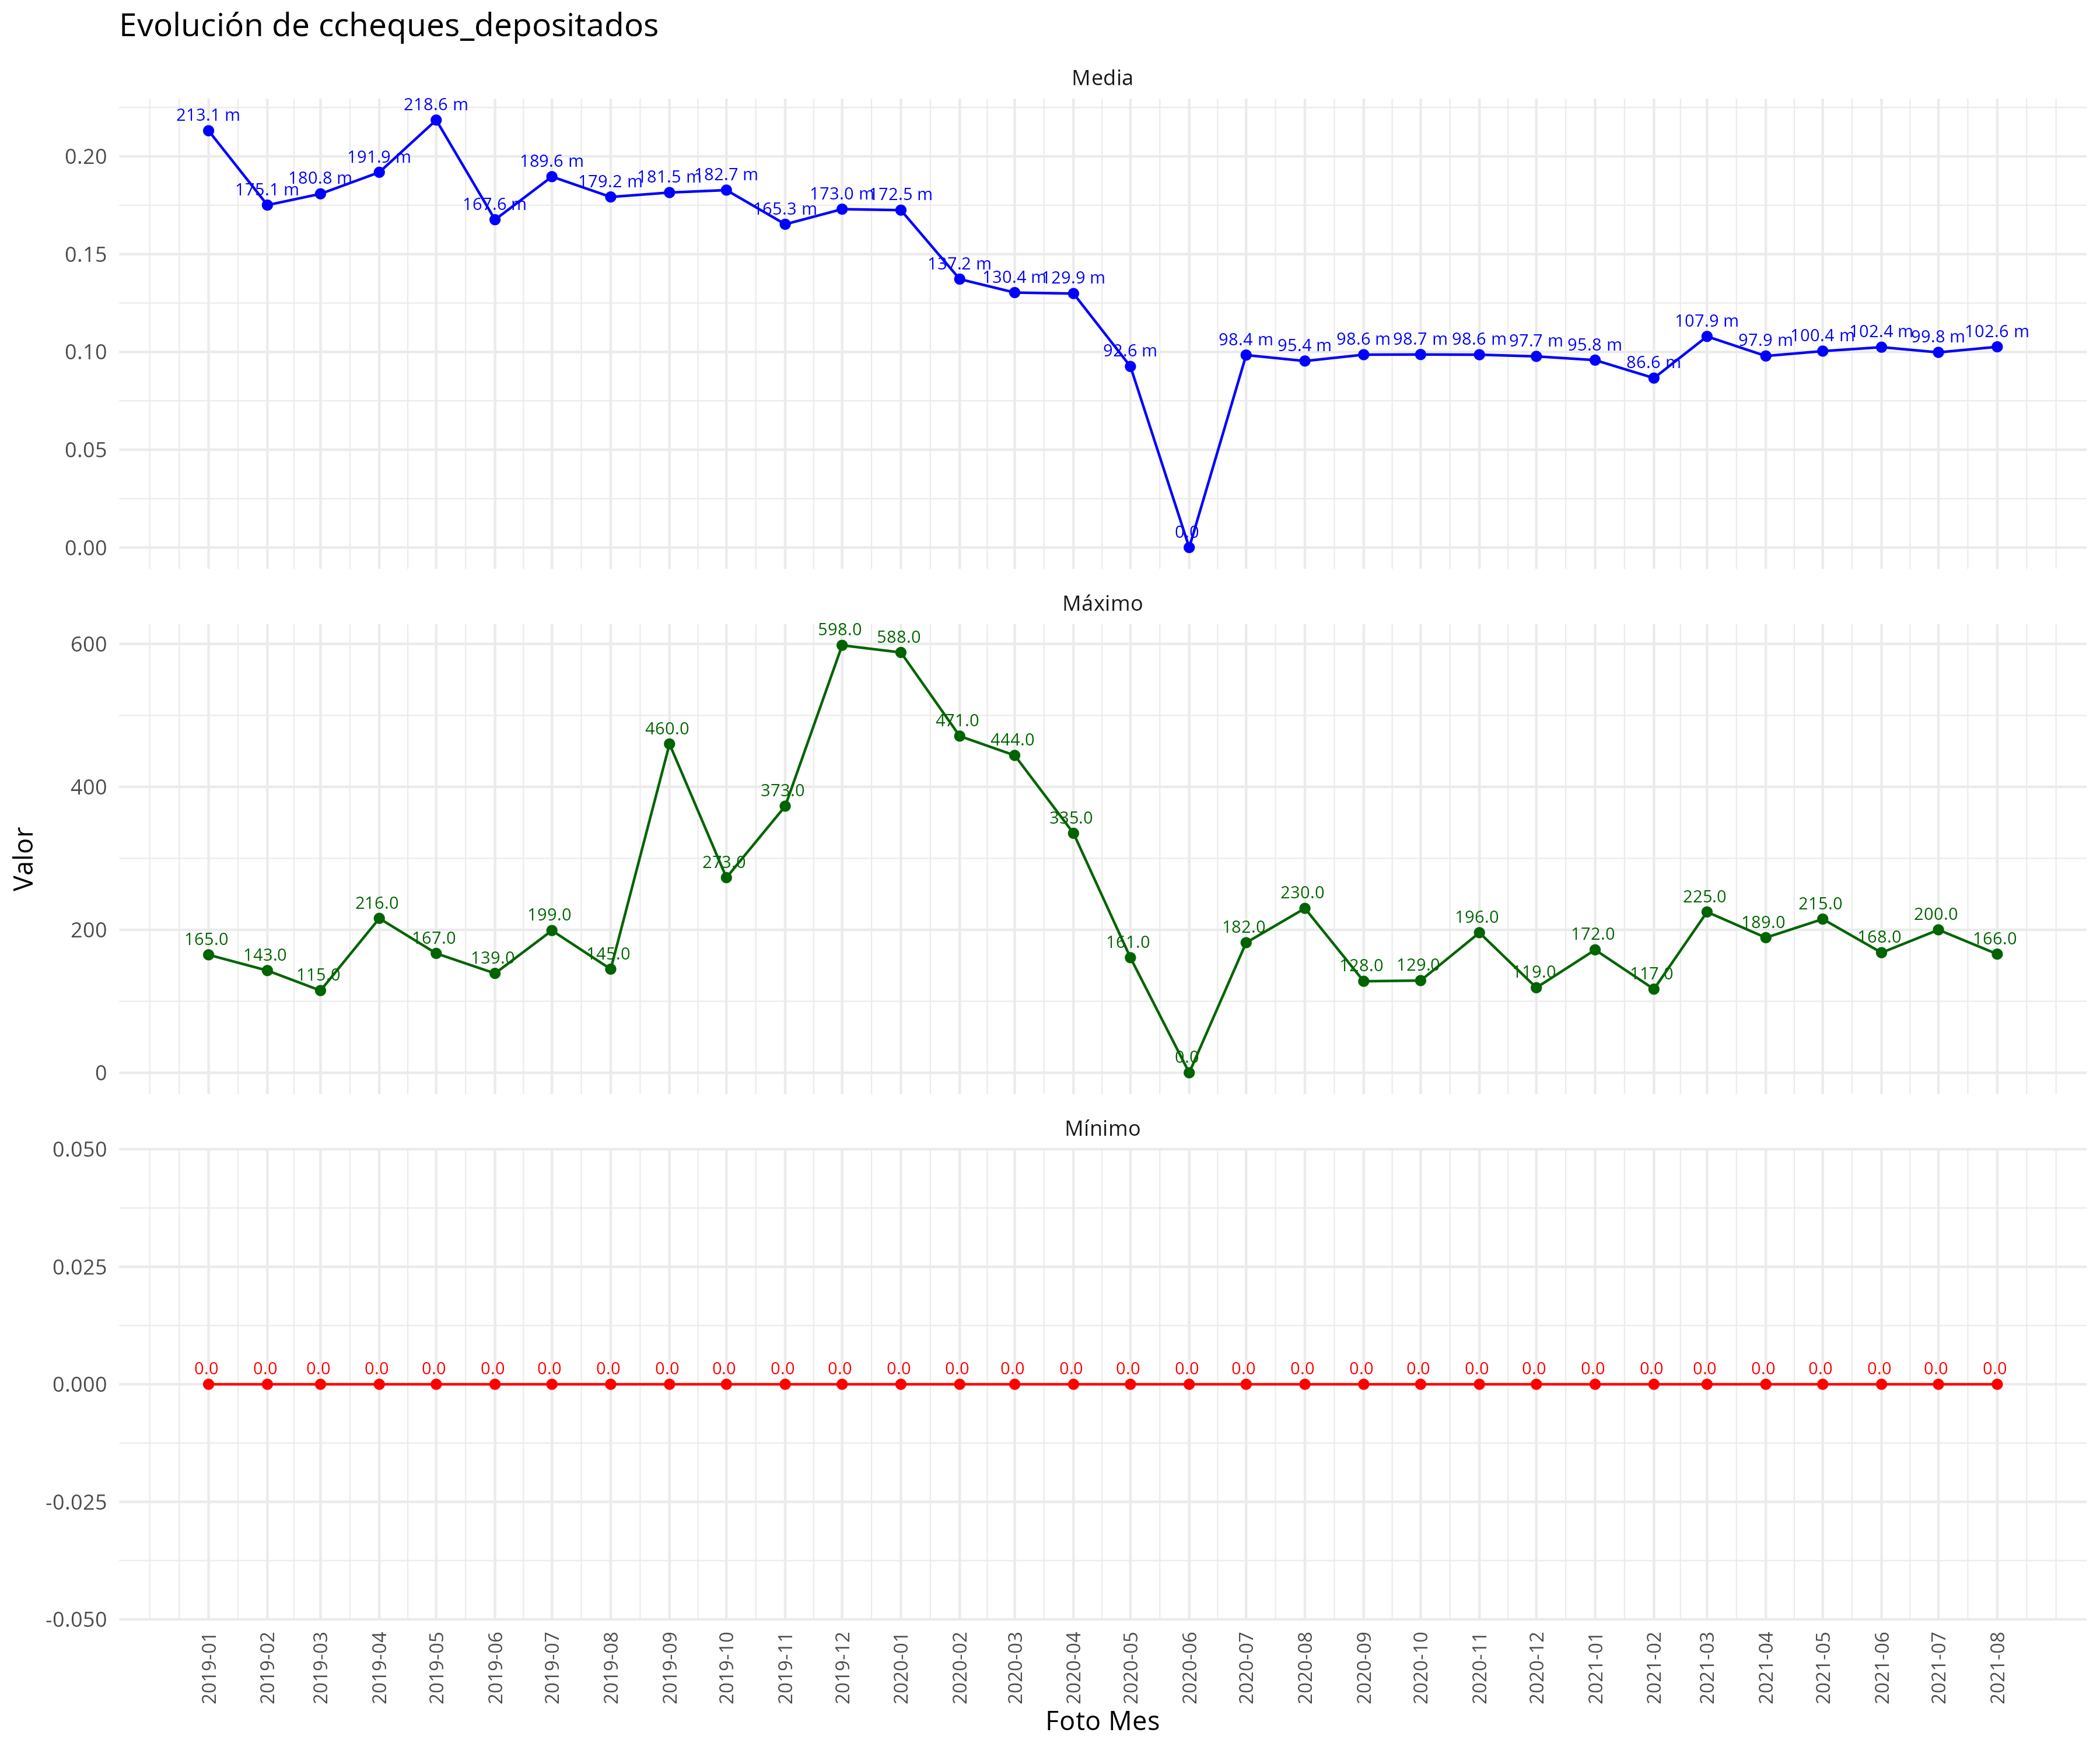 Evolución de ccheques_depositados
Media
213.1 m 175.1 m 180.8 m 191.9 m 218.6 m 167.6 m 189.6 m 179.2 m 181.5 m 182.7 m 165.3 m 173.0 m 172.5 m 137.2 m 130.4 m 129.9 m 92.6 m 0.0 98.4 m 95.4 m 98.6 m 98.7 m 98.6 m 97.7 m 95.8 m 86.6 m 107.9 m 97.9 m 100.4 m 102.4 m 99.8 m 102.6 m
0.20
0.15
0.10
0.05
0.00
Máximo
165.0 143.0 115.0 216.0 167.0 139.0 199.0 145.0 460.0 273.0 373.0 598.0 588.0 471.0 444.0 335.0 161.0 0.0 182.0 230.0 128.0 129.0 196.0 119.0 172.0 117.0 225.0 189.0 215.0 168.0 200.0 166.0
600
400
200
0
Valor
Mínimo
0.050
0.025
0.000
-0.025
-0.050
0.0 0.0 0.0 0.0 0.0 0.0 0.0 0.0 0.0 0.0 0.0 0.0 0.0 0.0 0.0 0.0 0.0 0.0 0.0 0.0 0.0 0.0 0.0 0.0 0.0 0.0 0.0 0.0 0.0 0.0 0.0 0.0
2019-01 2019-02 2019-03 2019-04 2019-05 2019-06 2019-07 2019-08 2019-09 2019-10 2019-11 2019-12 2020-01 2020-02 2020-03 2020-04 2020-05 2020-06 2020-07 2020-08 2020-09 2020-10 2020-11 2020-12 2021-01 2021-02 2021-03 2021-04 2021-05 2021-06 2021-07 2021-08
Foto Mes